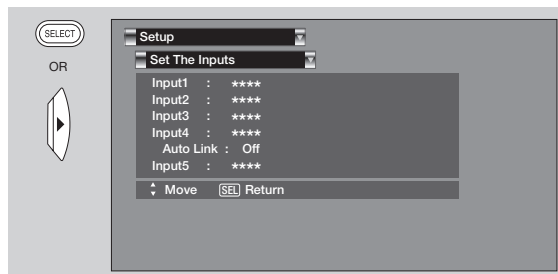 SELECT
OR
Setup
Set The Inputs
Input1 : ****
Input2 : ****
Input3 : ****
Input4 : ****
Auto Link : Off
Input5 : ****
Move SEL Return